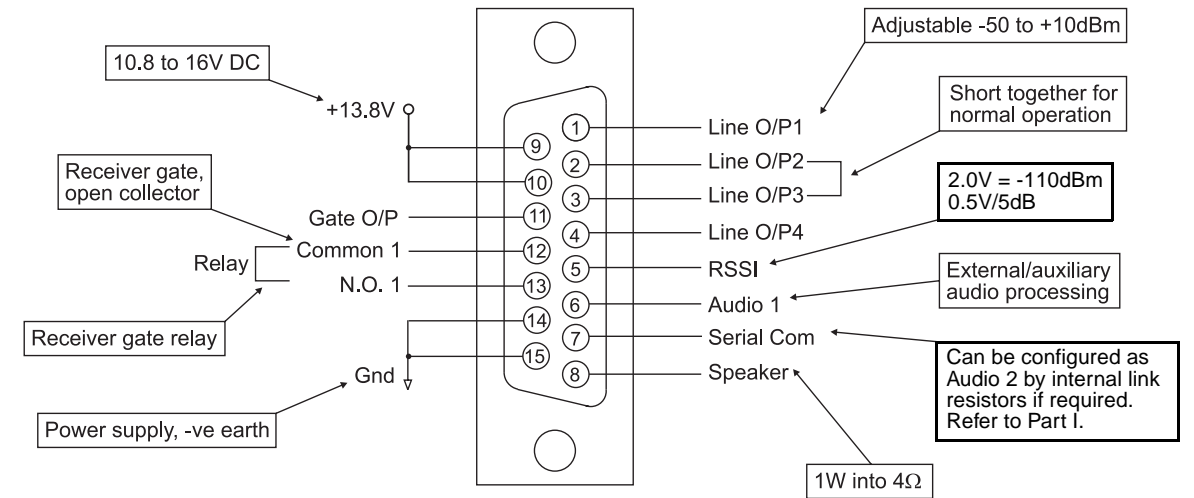 10.8 to 16V DC
+13.8V
Receiver gate,
open collector
Gate O/P
Common 1
Relay
N.O. 1
Receiver gate relay
Gnd
Power supply, -ve earth
9
10
11
12
13
14
15
1
2
3
4
5
6
7
8
Line O/P1
Line O/P2
Line O/P3
Line O/P4
RSSI
Audio 1
Serial Com
Speaker
Adjustable -50 to +10dBm
Short together for
normal operation
2.0V = -110dBm
0.5V/5dB
External/auxiliary
audio processing
Can be configured as
Audio 2 by internal link
resistors if required.
Refer to Part I.
1W into 4Ω